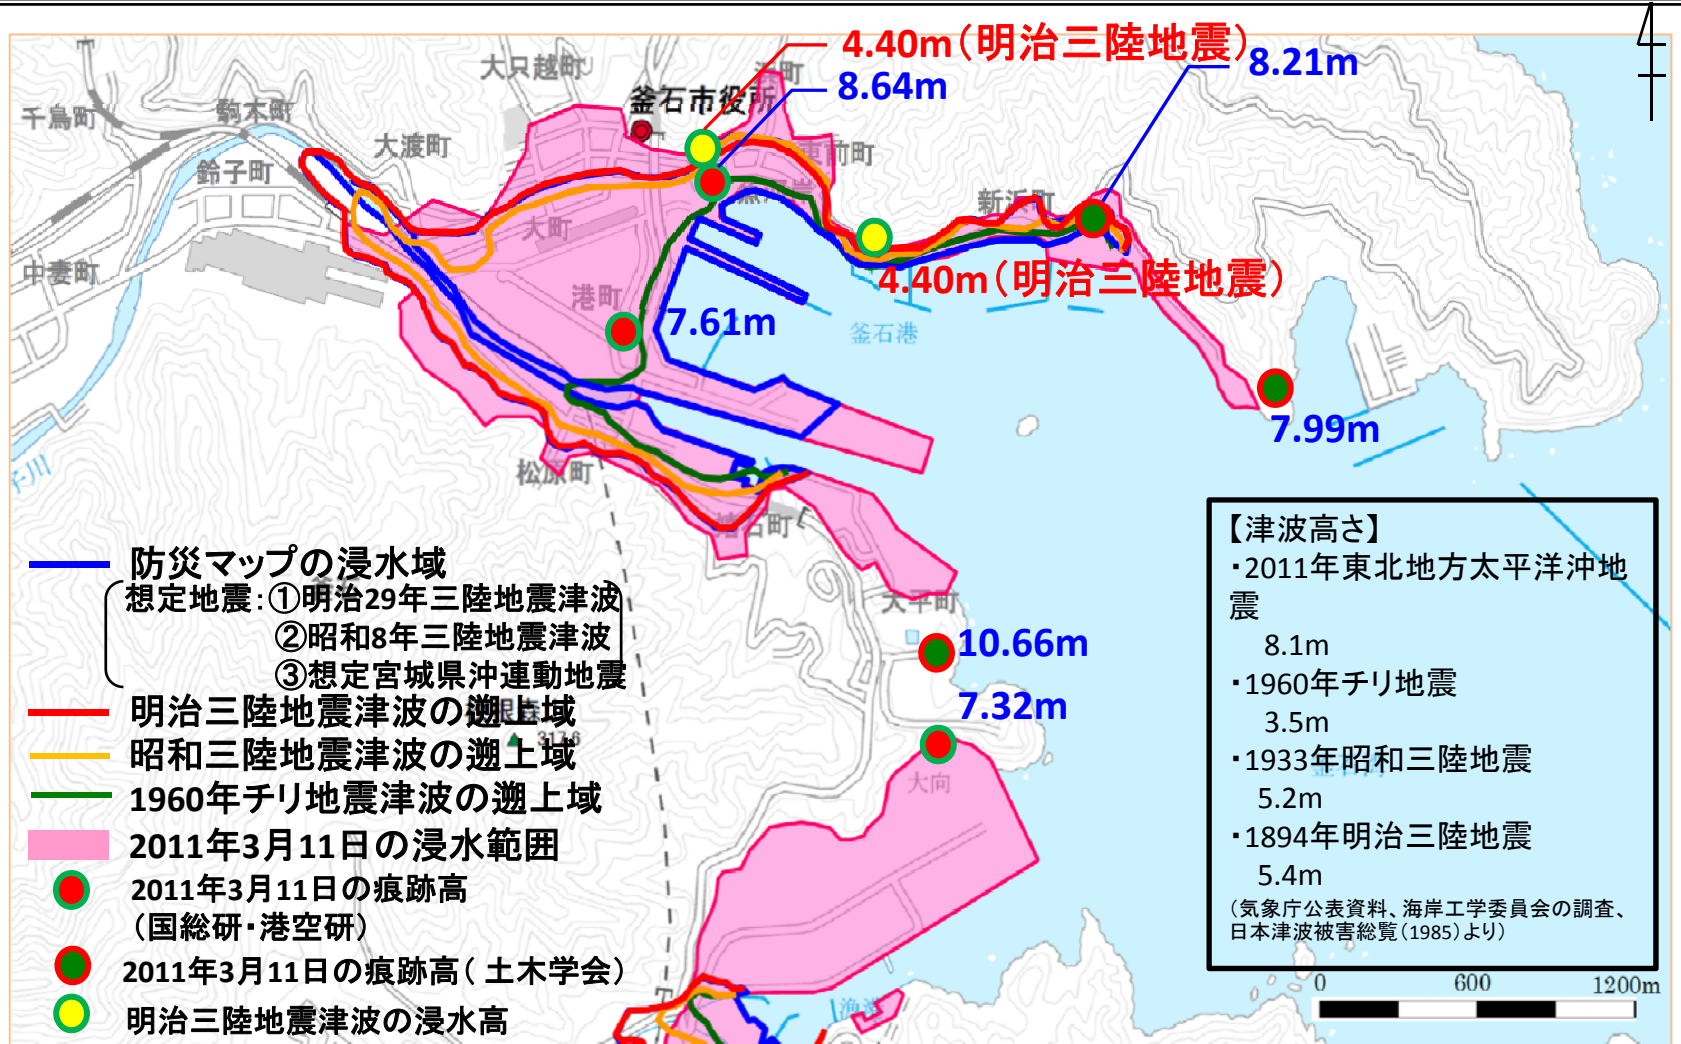 4.40m(明治三陸地震)
8.64m
8.21m
大只越町
浜町
釜石市役所
千鳥町
駒木町
大渡町
鈴子町
東前町
新浜町
大町
中妻町
港町
7.61m
4.40m(明治三陸地震)
釜石港
7.99m
松原町
嬉石町
大平町
10.66m
7.32m
大向
317.6
漁港
防災マップの浸水域
想定地震:①明治29年三陸地震津波
②昭和8年三陸地震津波
③想定宮城県沖連動地震
明治三陸地震津波の遡上域
昭和三陸地震津波の遡上域
1960年チリ地震津波の遡上域
2011年3月11日の浸水範囲
2011年3月11日の痕跡高
(国総研・港空研)
2011年3月11日の痕跡高( 土木学会)
明治三陸地震津波の浸水高
【津波高さ】
・2011年東北地方太平洋沖地
震
8.1m
・1960年チリ地震
3.5m
・1933年昭和三陸地震
5.2m
・1894年明治三陸地震
5.4m
(気象庁公表資料、海岸工学委員会の調査、
日本津波被害総覧(1985)より)
0 600 1200m